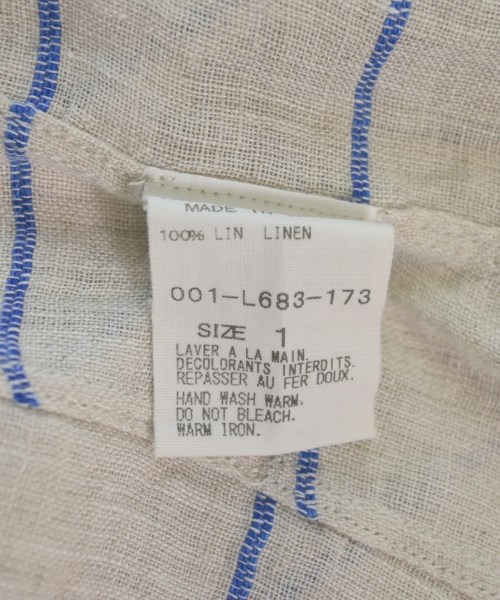 MADE
100% LIN LINEN
001-L683-173
SIZE 1
LAVER A LA MAIN.
DECOLORANTS INTERDITS.
REPASSER AU FER DOUX.
HAND WASH WARM.
DO NOT BLEACH.
WARM IRON.